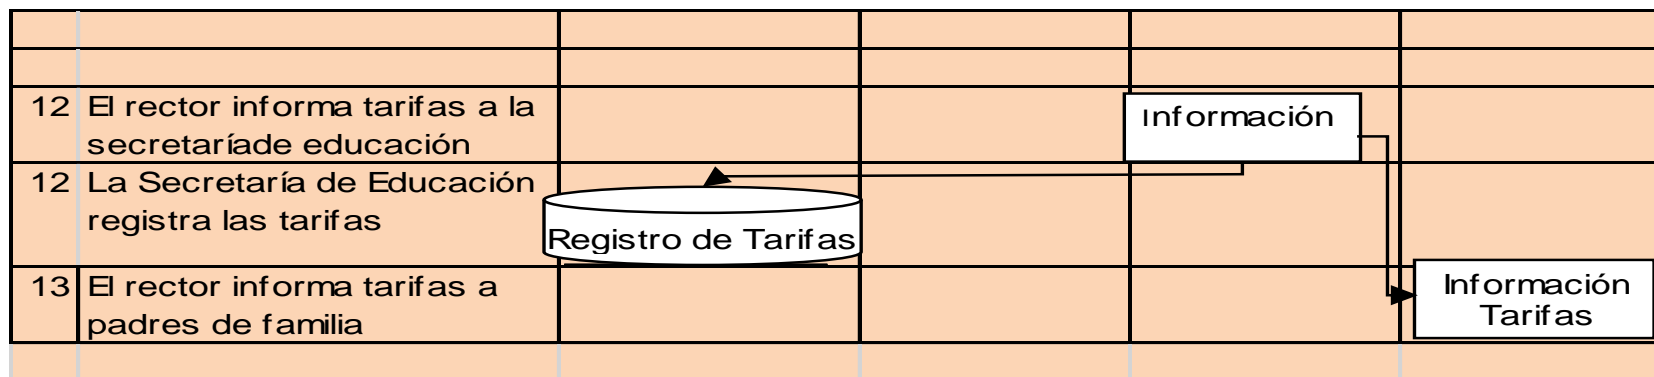 12 El rector informa tarifas a la
secretaríade educación
Información
12 La Secretaría de Educación
registra las tarifas
Registro de Tarifas
13 El rector informa tarifas a
padres de familia
Información
Tarifas